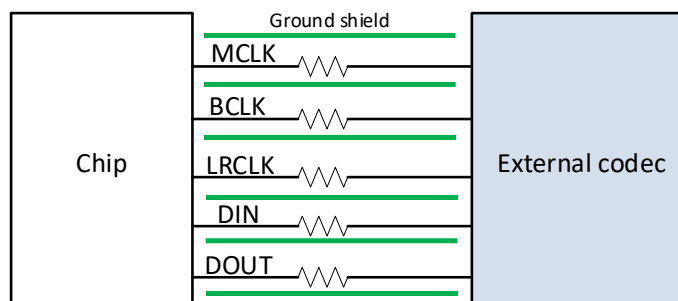 Ground shield
MCLK
BCLK
Chip
LRCLK
External codec
DIN
DOUT